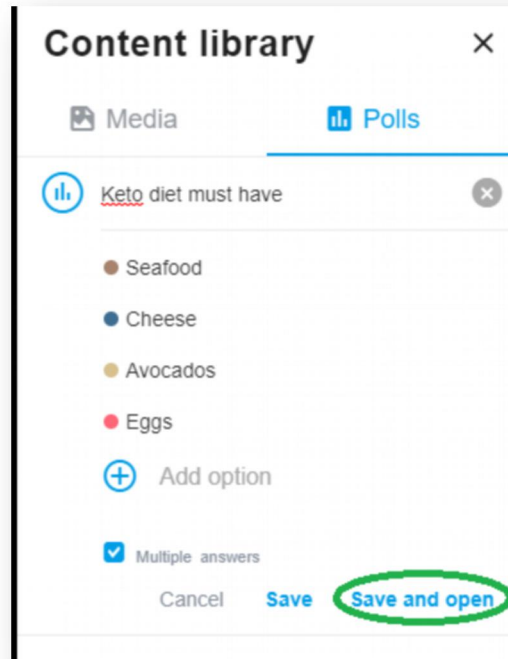 Content library
Media Polls
Keto diet must have
Seafood
Cheese
Avocados
Eggs
Add option
Multiple answers
Cancel Save Save and open